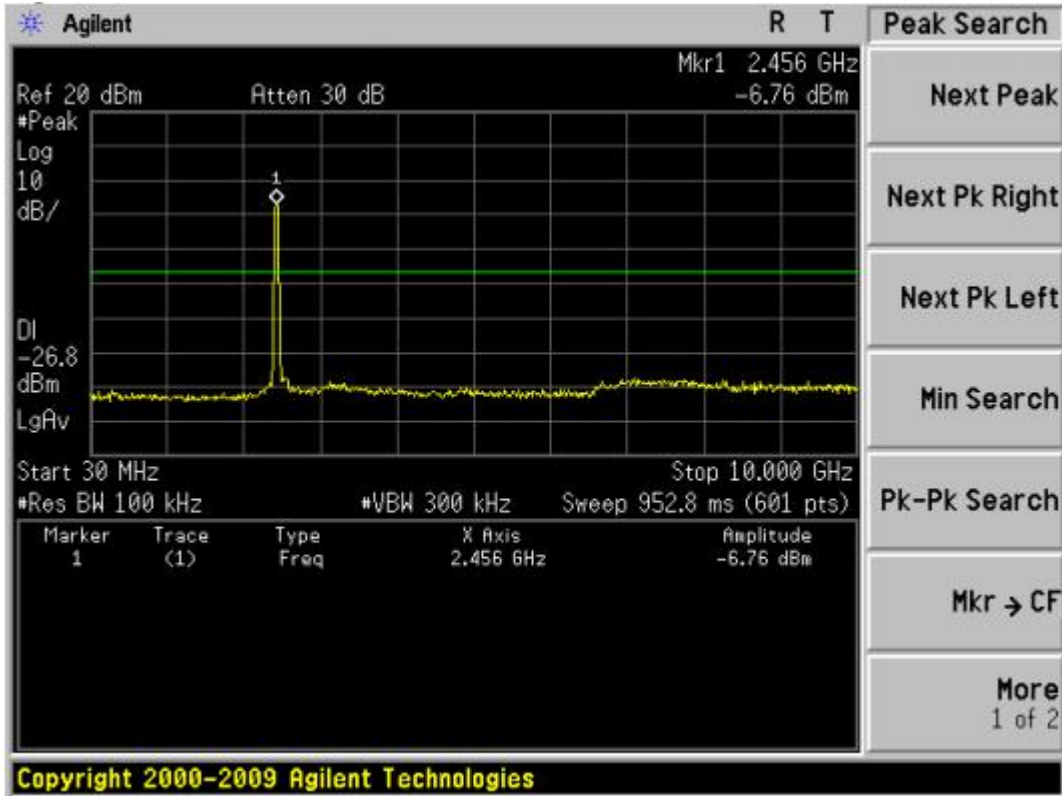 Agilent R T
Peak Search
Mkr1 2.456 GHz
Ref 20 dBm Atten 30 dB -6.76 dBm
#Peak
Log
10
dB/
1
DI
-26.8
dBm
LgAv
Start 30 MHz Stop 10.000 GHz
#Res BW 100 kHz #VBW 300 kHz Sweep 952.8 ms (601 pts)
Marker Trace Type X Axis Amplitude
1 (1) Freq 2.456 GHz -6.76 dBm
Next Peak
Next Pk Right
Next Pk Left
Min Search
Pk-Pk Search
Mkr → CF
More
1 of 2
Copyright 2000-2009 Agilent Technologies